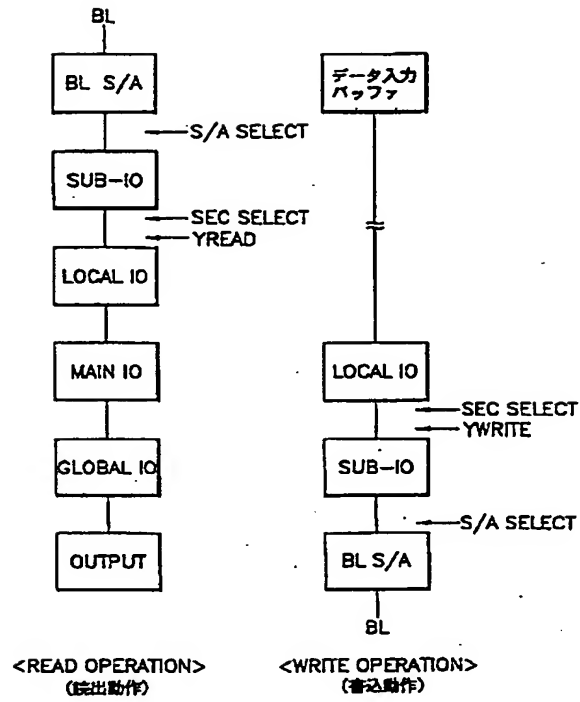 BL
BL S/A
S/A SELECT
SUB-IO
SEC SELECT
YREAD
LOCAL IO
MAIN IO
GLOBAL IO
OUTPUT
<READ OPERATION>
(読出動作)
データ入力
バッファ
LOCAL IO
SEC SELECT
YWRITE
SUB-IO
S/A SELECT
BL S/A
BL
<WRITE OPERATION>
(書込動作)